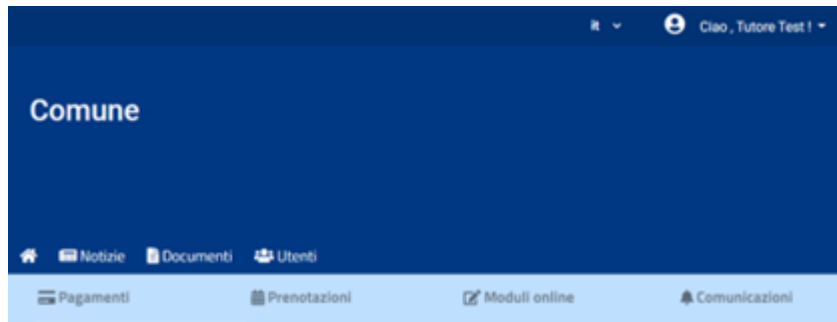 it Ciao , Tutore Test !
Comune
Notizie Documenti Utenti
Pagamenti Prenotazioni Moduli online Comunicazioni